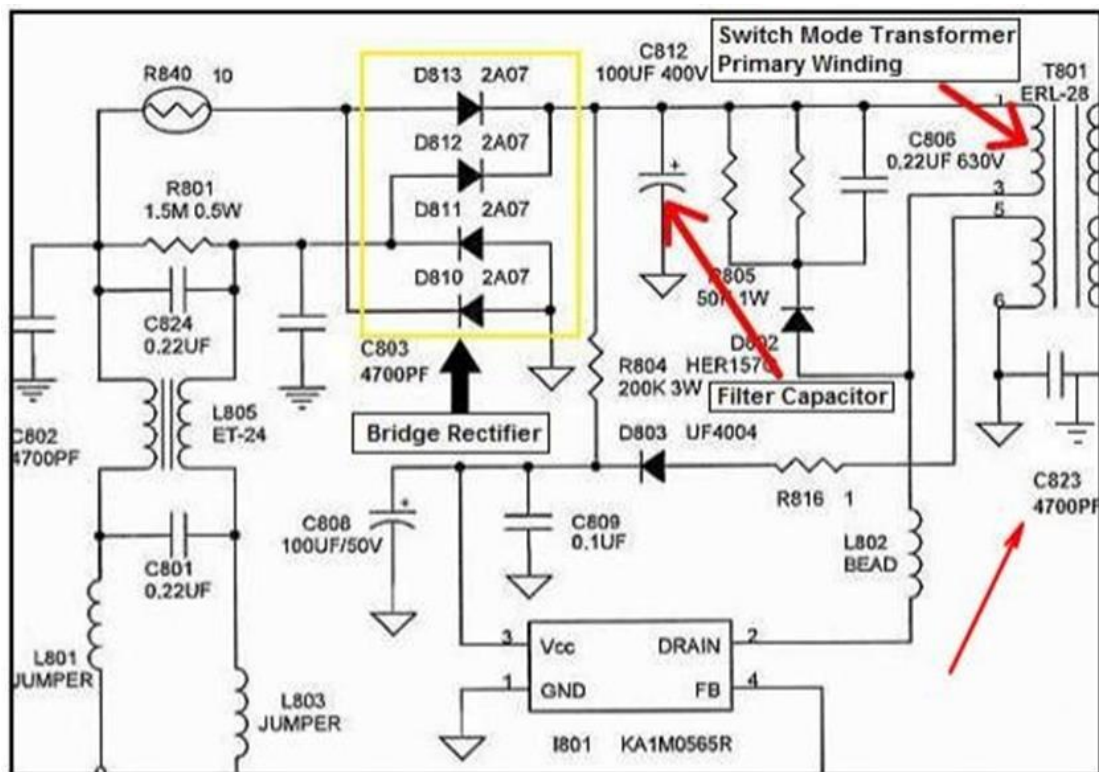 Switch Mode Transformer
Primary Winding
C812
100UF 400V
T801
ERL-28
R840 10
D813 2A07
D812 2A07
D811 2A07
D810 2A07
1
C806
0.22UF 630V
3
5
6
R801
1.5M 0.5W
C824
0.22UF
C803
4700PF
R805
50K 1W
D802
R804
200K 3W
Filter Capacitor
Bridge Rectifier
L805
ET-24
C802
4700PF
D803 UF4004
R816 1
C823
4700PF
C808
100UF/50V
C809
0.1UF
L802
BEAD
C801
0.22UF
L801
JUMPER
L803
JUMPER
3 Vcc DRAIN 2
1 GND FB 4
I801 KA1M0565R